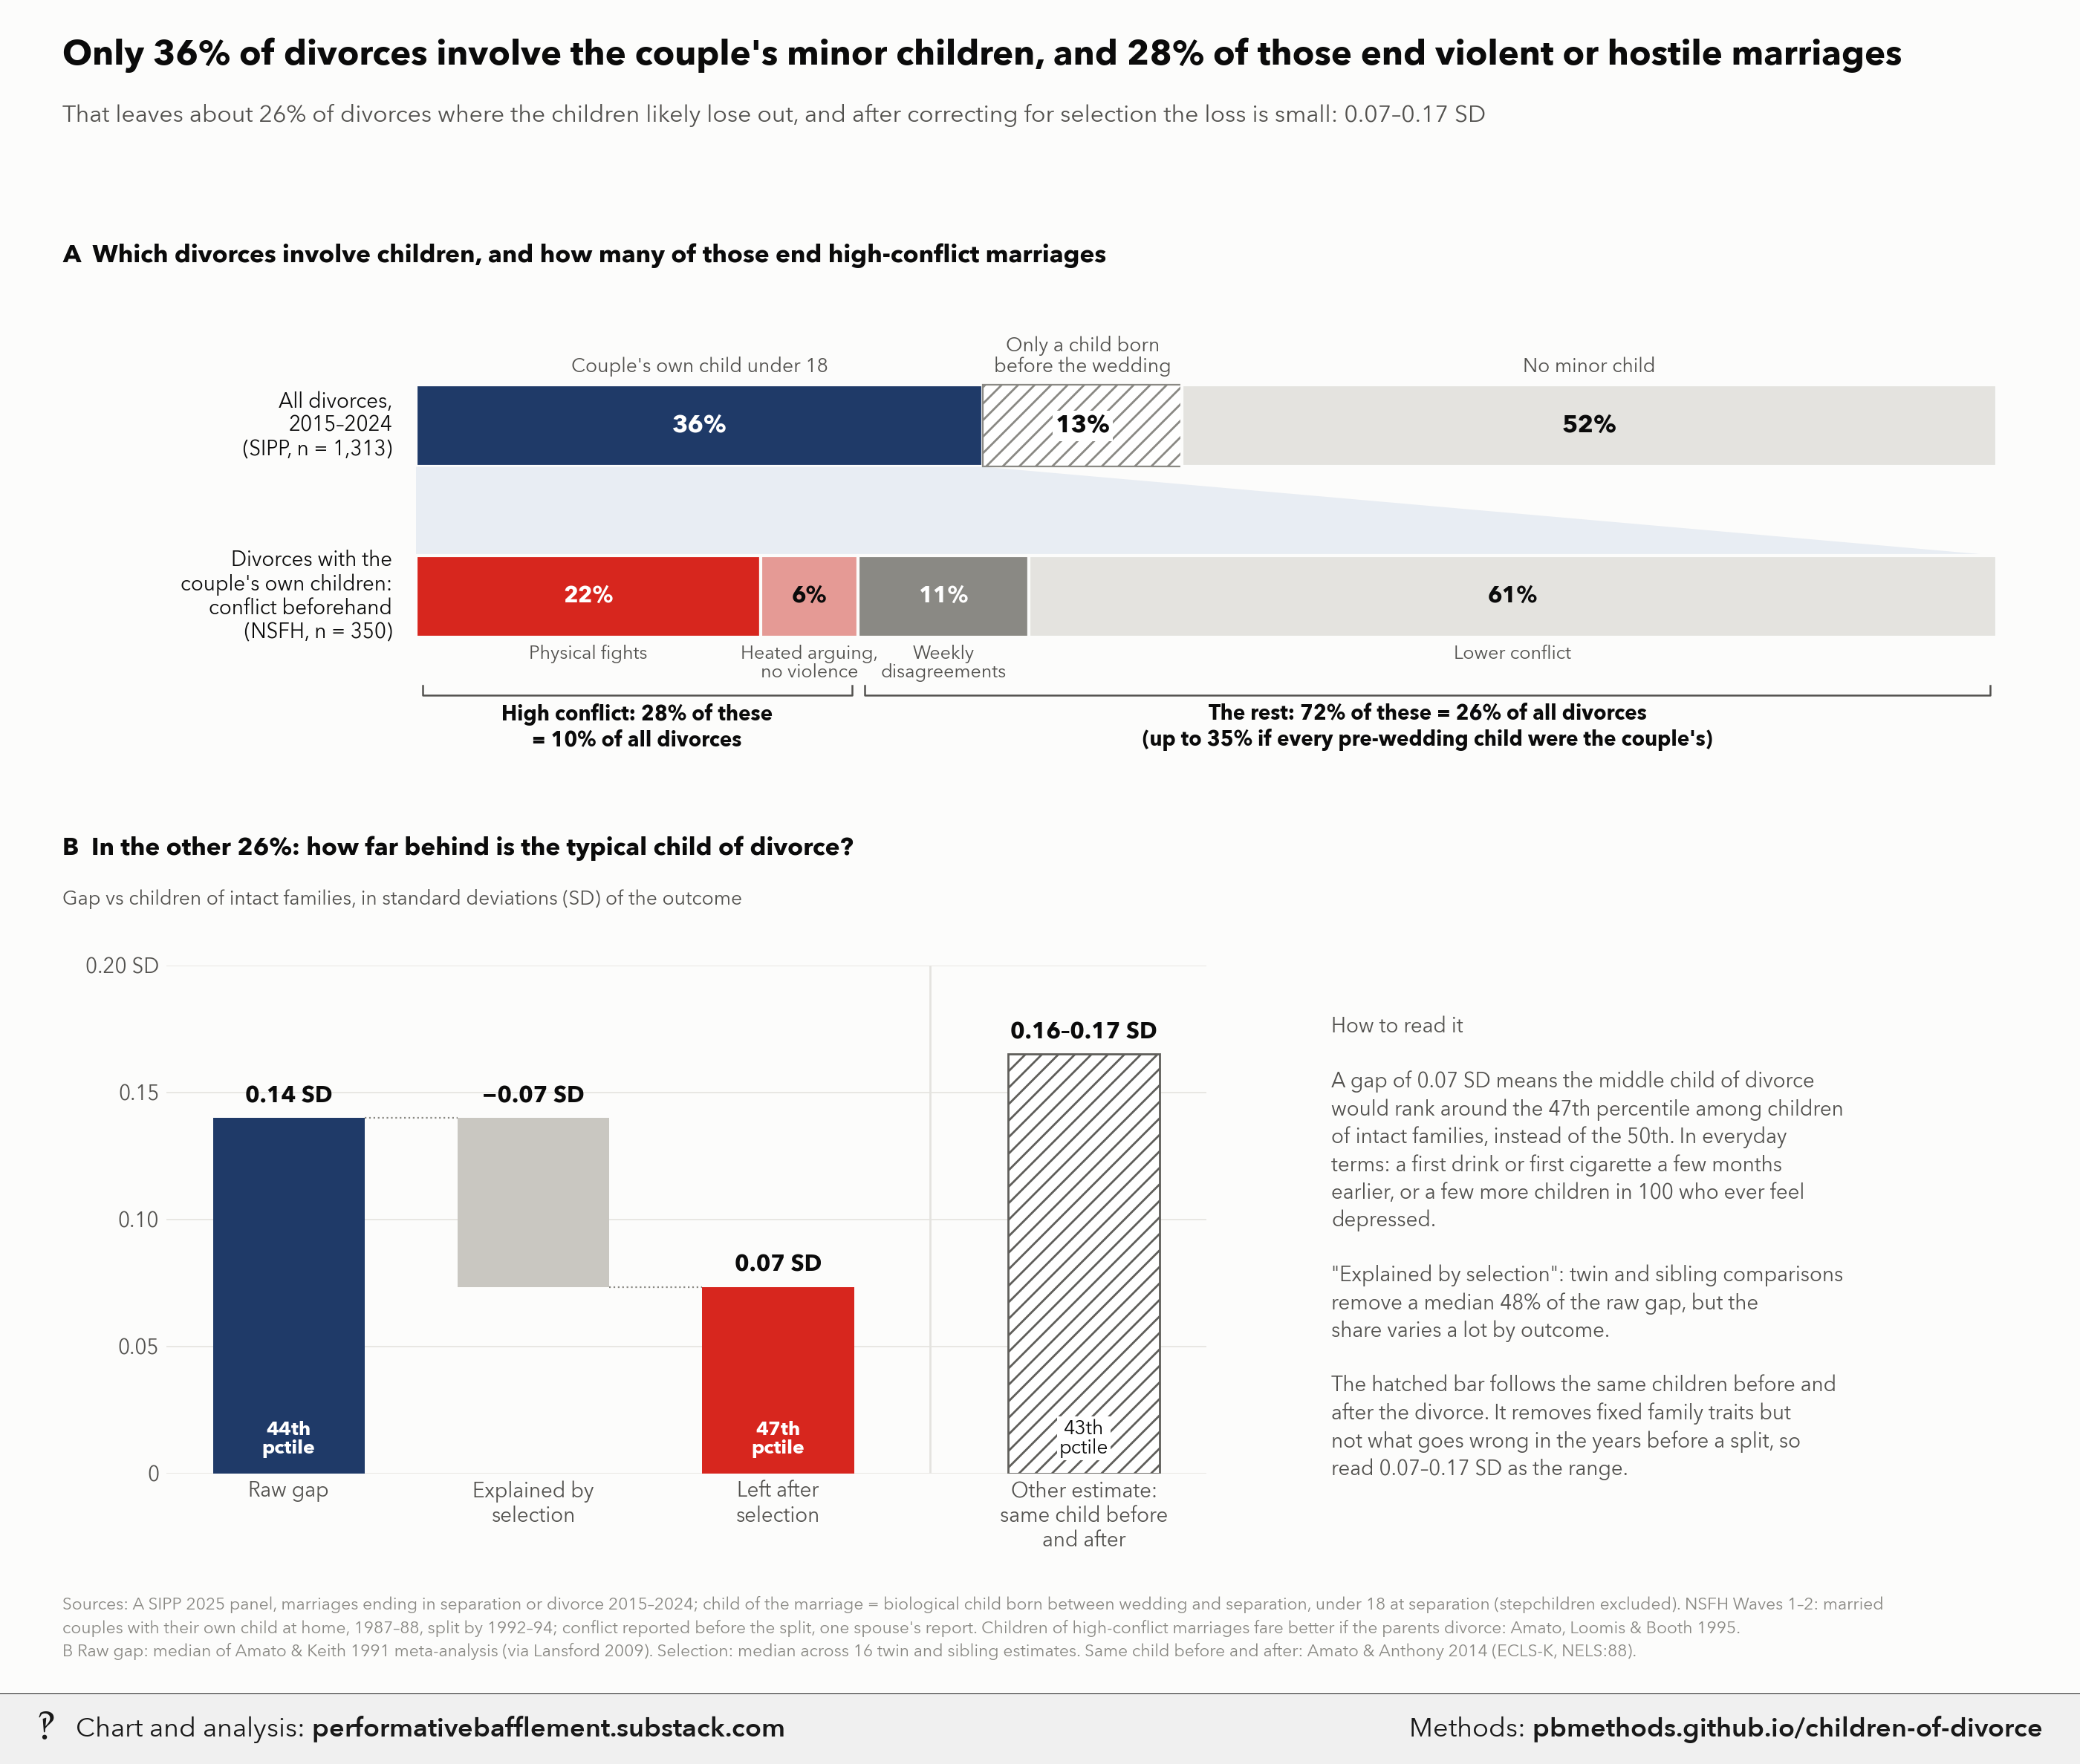 Only 36% of divorces involve the couple's minor children, and 28% of those end violent or hostile marriages
That leaves about 26% of divorces where the children likely lose out, and after correcting for selection the loss is small: 0.07–0.17 SD
A Which divorces involve children, and how many of those end high-conflict marriages
Couple's own child under 18
Only a child born
before the wedding
No minor child
All divorces,
2015–2024
(SIPP, n = 1,313)
36%
13%
52%
Divorces with the
couple's own children:
conflict beforehand
(NSFH, n = 350)
22%
6%
11%
61%
Physical fights
Heated arguing,
no violence
Weekly
disagreements
Lower conflict
High conflict: 28% of these
= 10% of all divorces
The rest: 72% of these = 26% of all divorces
(up to 35% if every pre-wedding child were the couple's)
B In the other 26%: how far behind is the typical child of divorce?
Gap vs children of intact families, in standard deviations (SD) of the outcome
0.20 SD
0.15
0.10
0.05
0
0.14 SD
−0.07 SD
0.07 SD
0.16–0.17 SD
44th
pctile
47th
pctile
43th
pctile
Raw gap
Explained by
selection
Left after
selection
Other estimate:
same child before
and after
How to read it
A gap of 0.07 SD means the middle child of divorce
would rank around the 47th percentile among children
of intact families, instead of the 50th. In everyday
terms: a first drink or first cigarette a few months
earlier, or a few more children in 100 who ever feel
depressed.
"Explained by selection": twin and sibling comparisons
remove a median 48% of the raw gap, but the
share varies a lot by outcome.
The hatched bar follows the same children before and
after the divorce. It removes fixed family traits but
not what goes wrong in the years before a split, so
read 0.07–0.17 SD as the range.
Sources: A SIPP 2025 panel, marriages ending in separation or divorce 2015–2024; child of the marriage = biological child born between wedding and separation, under 18 at separation (stepchildren excluded). NSFH Waves 1–2: married
couples with their own child at home, 1987–88, split by 1992–94; conflict reported before the split, one spouse's report. Children of high-conflict marriages fare better if the parents divorce: Amato, Loomis & Booth 1995.
B Raw gap: median of Amato & Keith 1991 meta-analysis (via Lansford 2009). Selection: median across 16 twin and sibling estimates. Same child before and after: Amato & Anthony 2014 (ECLS-K, NELS:88).
‽ Chart and analysis: performativebafflement.substack.com
Methods: pbmethods.github.io/children-of-divorce